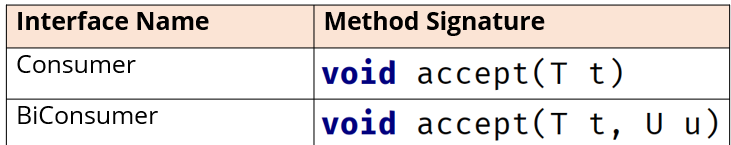 Interface Name Method Signature
Consumer void accept(T t)
BiConsumer void accept(T t, U u)